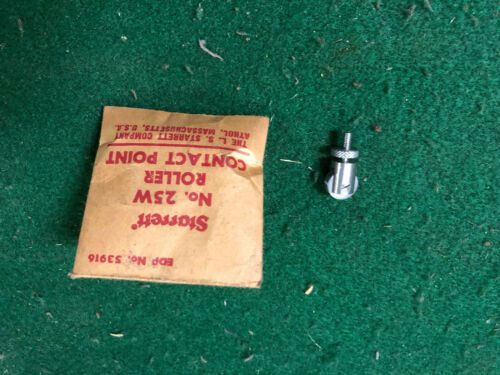 EDP No. 53916
Starrett®
No. 25W
ROLLER
CONTACT POINT
THE L. S. STARRETT COMPANY
ATHOL, MASSACHUSETTS, U.S.A.